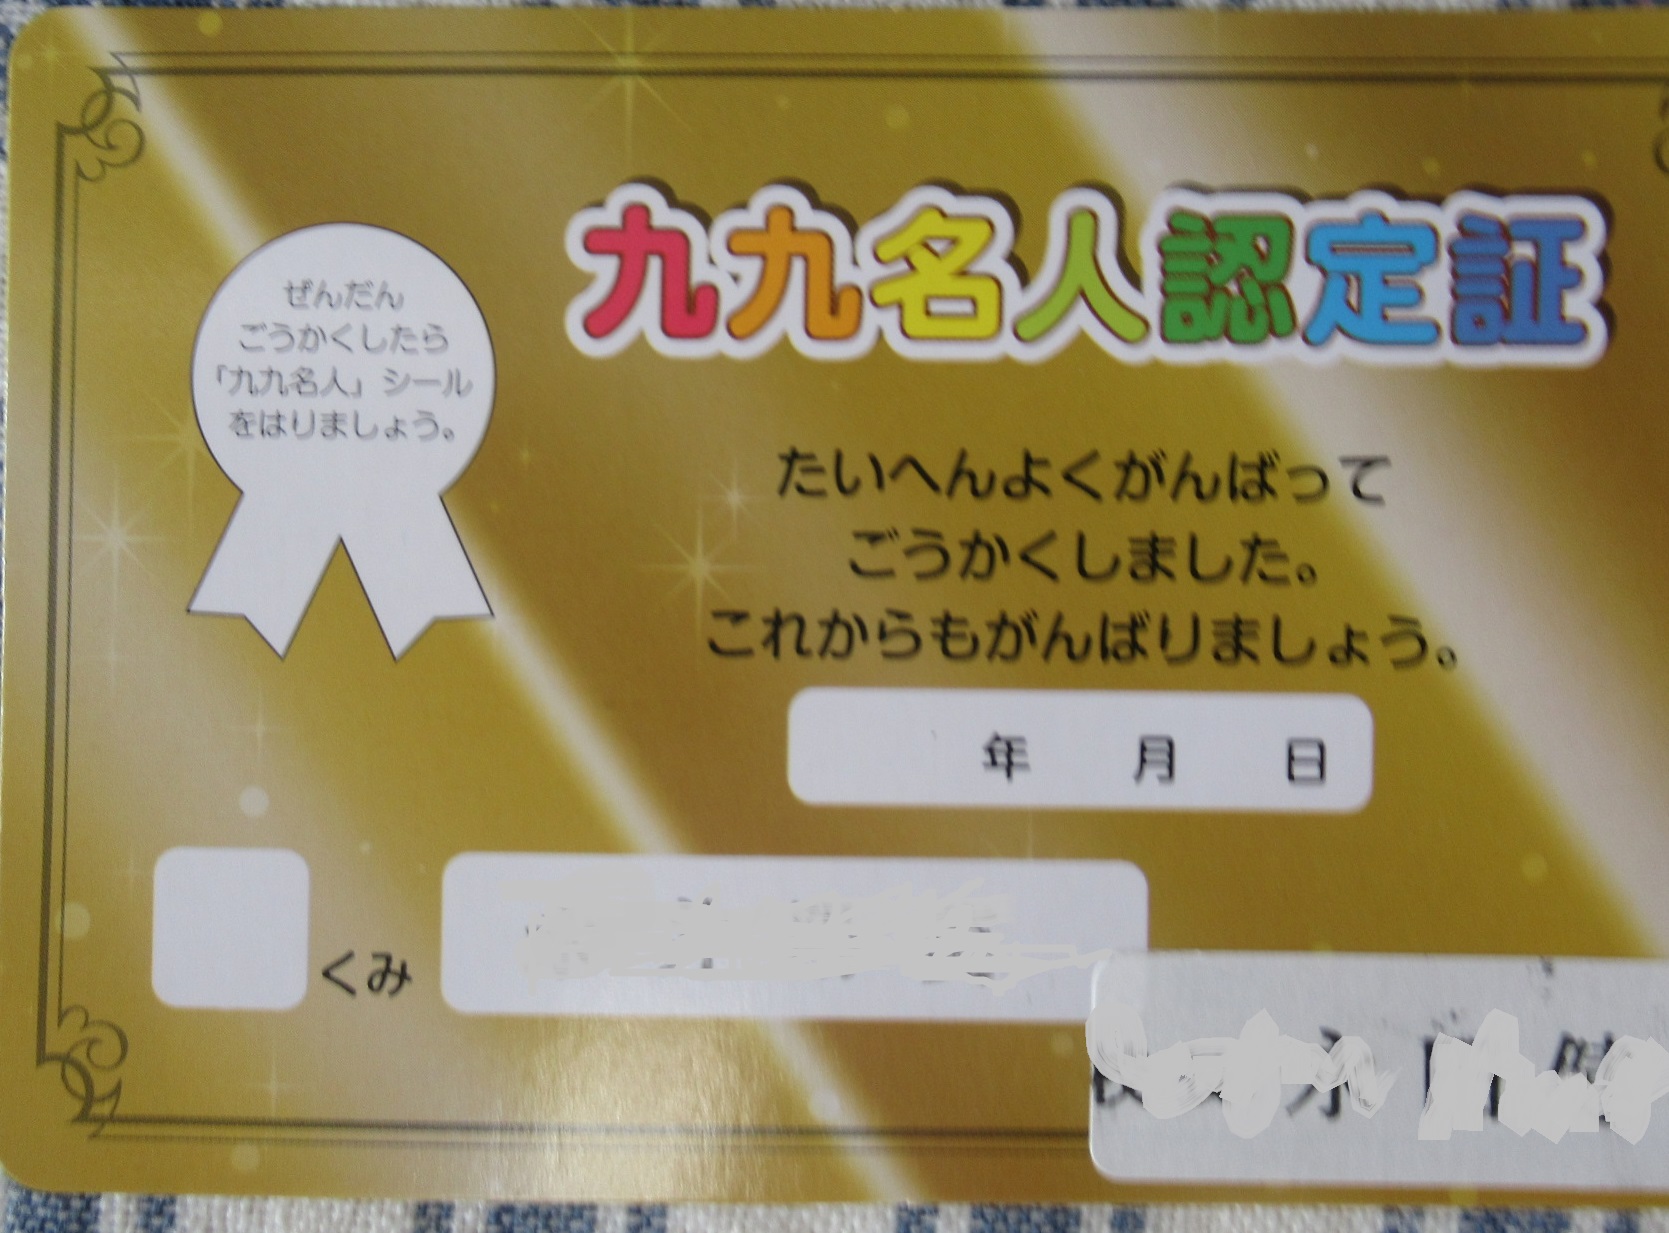 九九名人認定証
ぜんだん
ごうかくしたら
「九九名人」シール
をはりましょう。
たいへんよくがんばって
ごうかくしました。
これからもがんばりましょう。
年 月 日
くみ